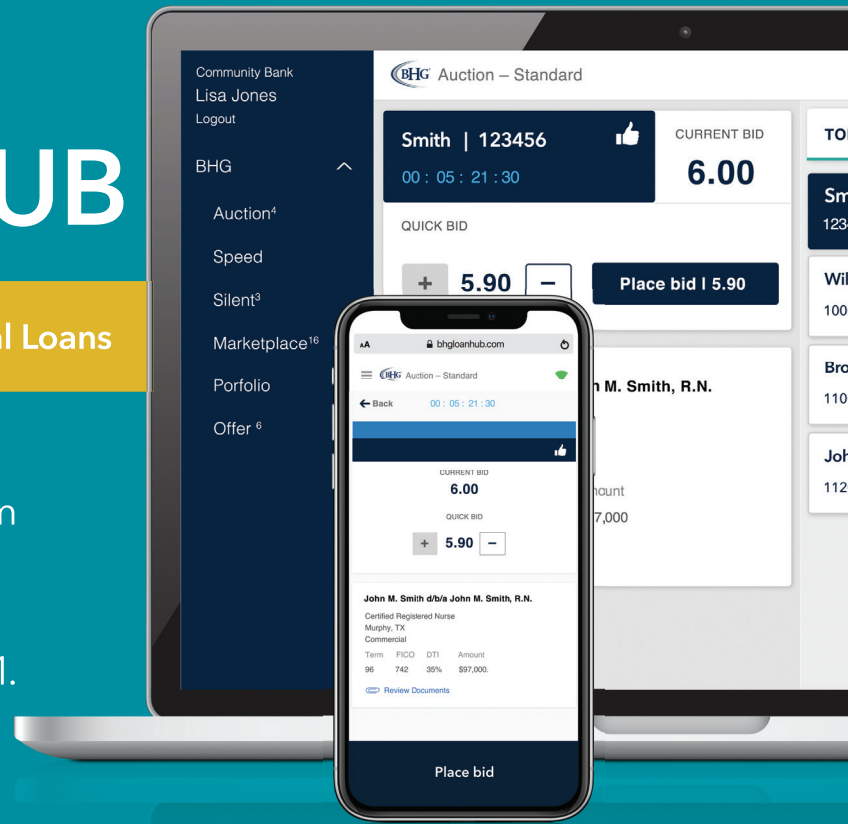 UB
l Loans
Community Bank
Lisa Jones
Logout
BHG
Auction4
Speed
Silent3
Marketplace16
Porfolio
Offer 6
BHG Auction – Standard
Smith | 123456
00 : 05 : 21 : 30
CURRENT BID
6.00
QUICK BID
+ 5.90 –
Place bid | 5.90
M. Smith, R.N.
7,000
Sm
123
Wil
100
Bro
110
Joh
112
AA bhgloanhub.com
BHG Auction – Standard
Back 00 : 05 : 21 : 30
CURRENT BID
6.00
QUICK BID
+ 5.90 –
John M. Smith d/b/a John M. Smith, R.N.
Certified Registered Nurse
Murphy, TX
Commercial
Term FICO DTI Amount
96 742 35% $97,000.
Review Documents
Place bid